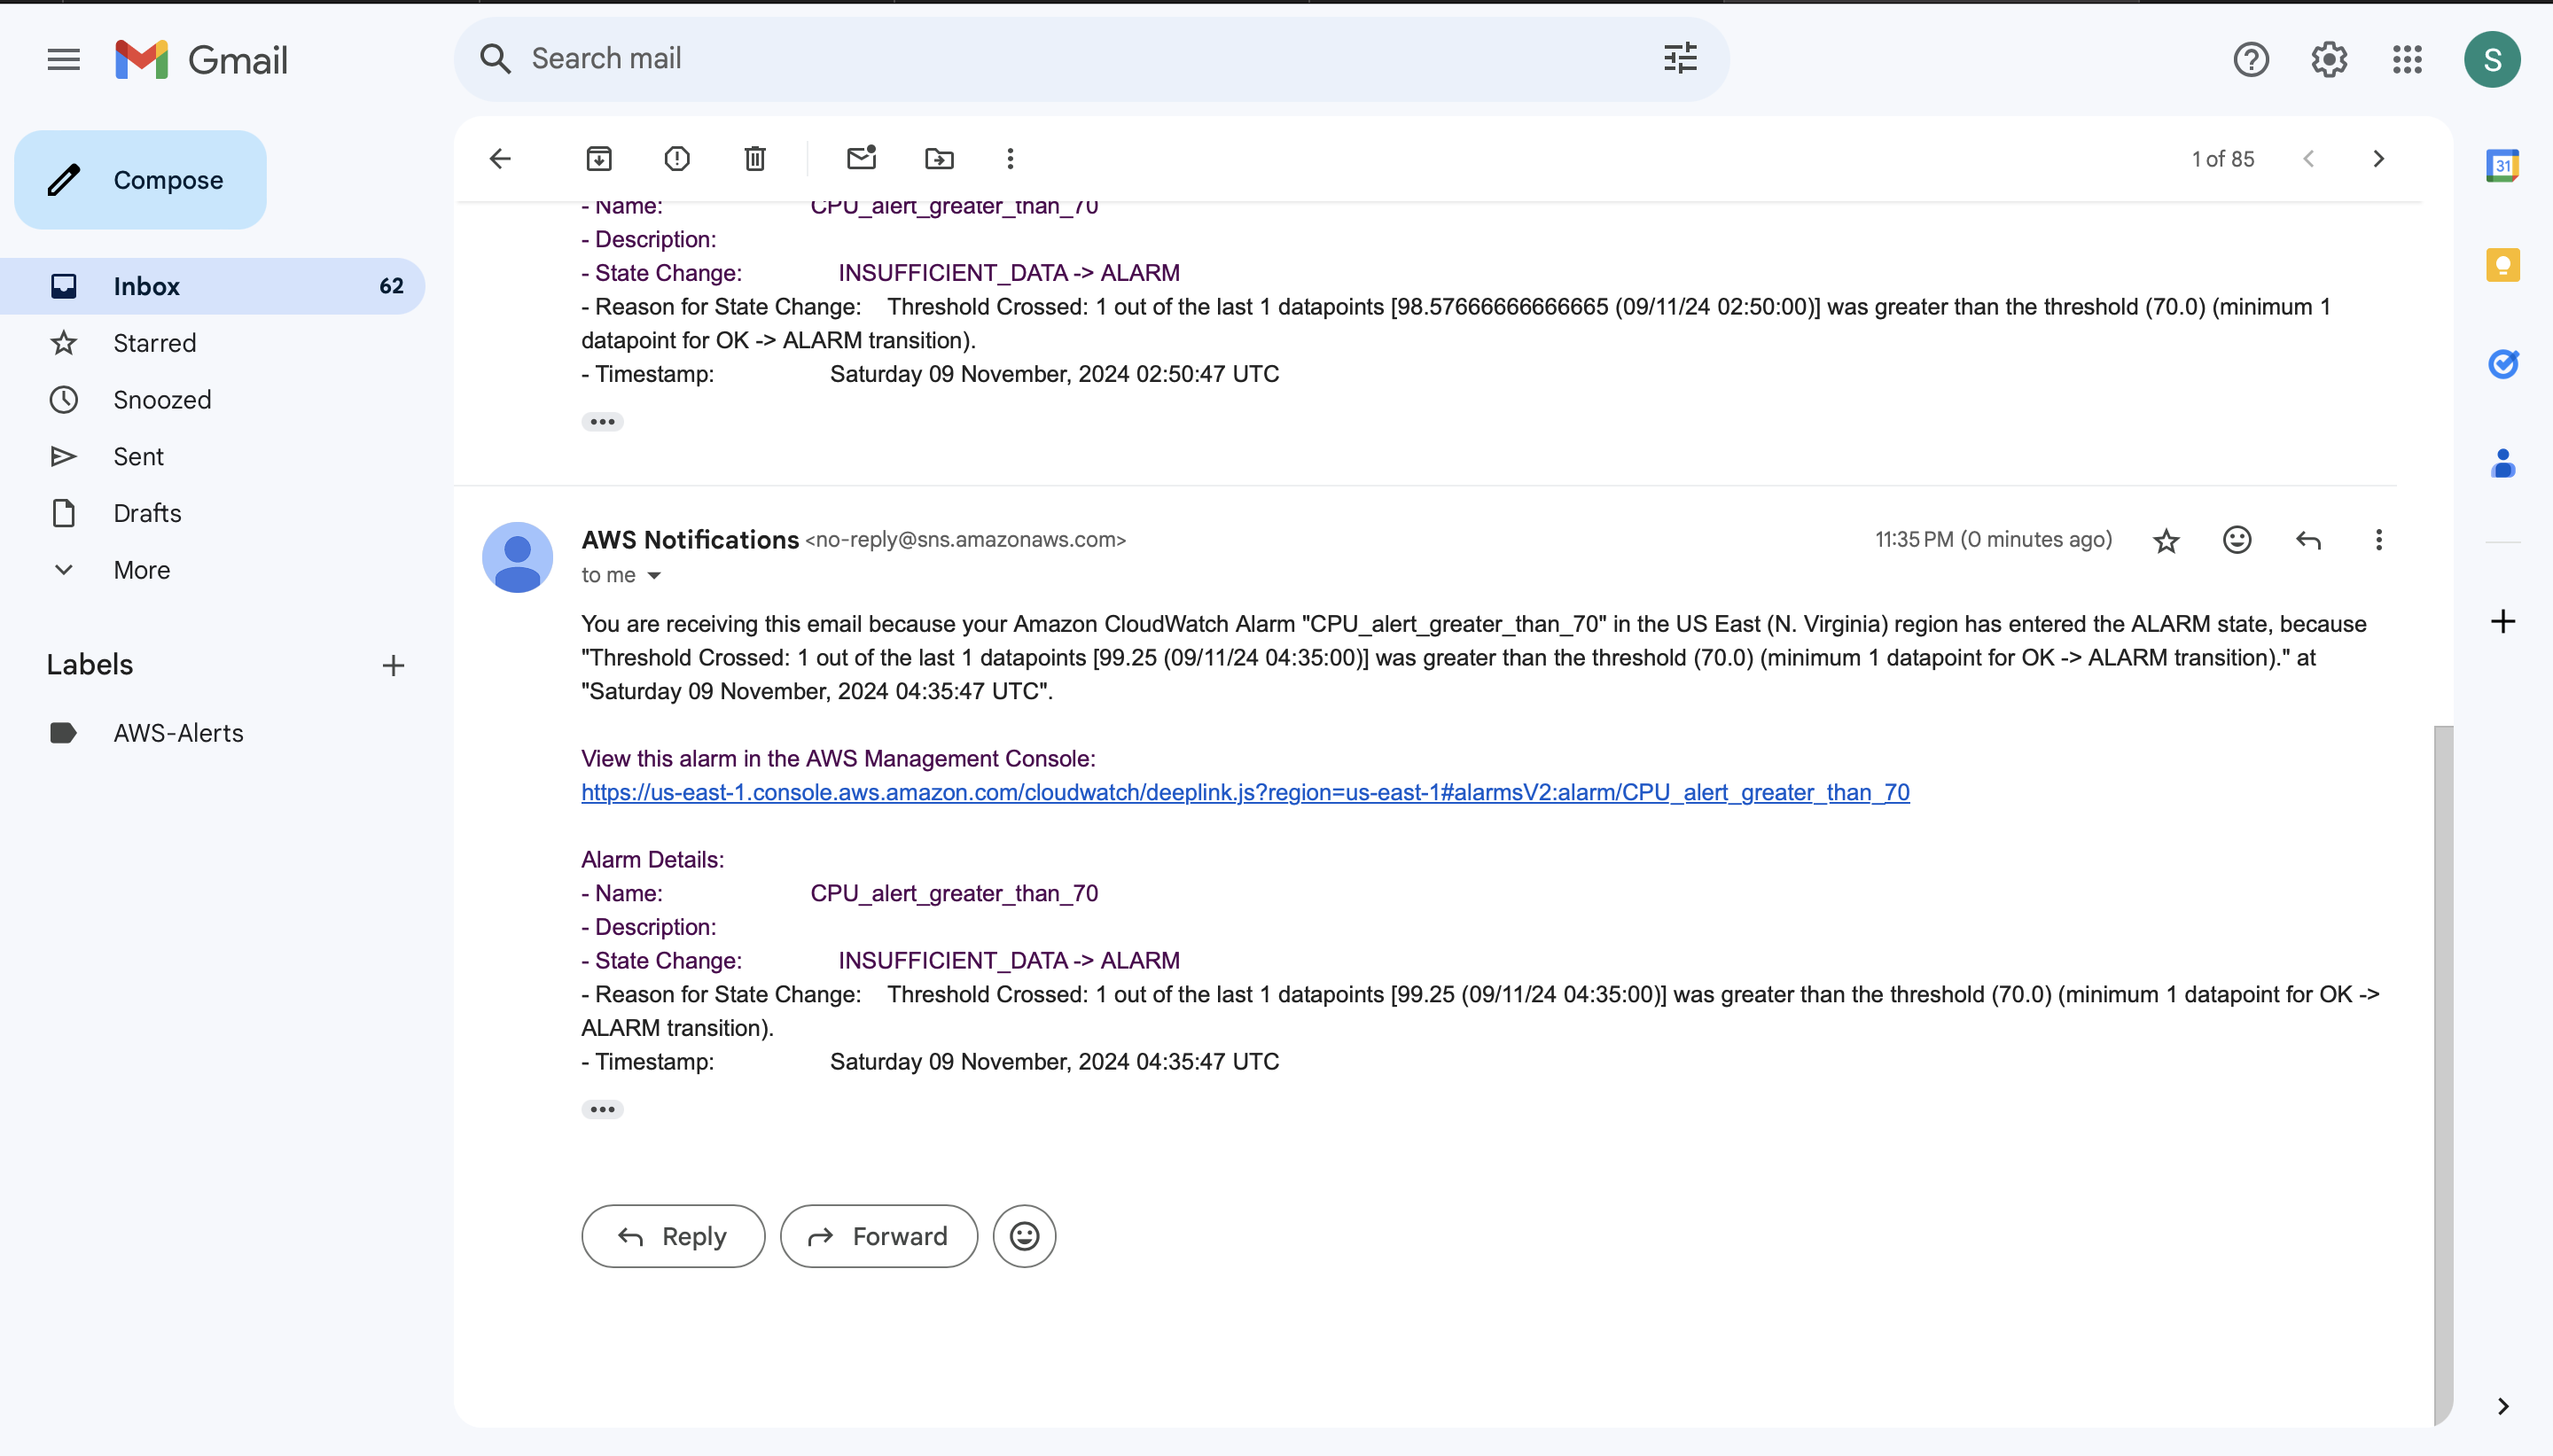 Gmail
Search mail
S
Compose
1 of 85
31
Inbox 62
Starred
Snoozed
Sent
Drafts
More
Labels
AWS-Alerts
- Name: CPU_alert_greater_than_70
- Description:
- State Change: INSUFFICIENT_DATA -> ALARM
- Reason for State Change: Threshold Crossed: 1 out of the last 1 datapoints [98.57666666666665 (09/11/24 02:50:00)] was greater than the threshold (70.0) (minimum 1
datapoint for OK -> ALARM transition).
- Timestamp: Saturday 09 November, 2024 02:50:47 UTC
AWS Notifications <no-reply@sns.amazonaws.com> 11:35 PM (0 minutes ago)
to me
You are receiving this email because your Amazon CloudWatch Alarm "CPU_alert_greater_than_70" in the US East (N. Virginia) region has entered the ALARM state, because
"Threshold Crossed: 1 out of the last 1 datapoints [99.25 (09/11/24 04:35:00)] was greater than the threshold (70.0) (minimum 1 datapoint for OK -> ALARM transition)." at
"Saturday 09 November, 2024 04:35:47 UTC".
View this alarm in the AWS Management Console:
https://us-east-1.console.aws.amazon.com/cloudwatch/deeplink.js?region=us-east-1#alarmsV2:alarm/CPU_alert_greater_than_70
Alarm Details:
- Name: CPU_alert_greater_than_70
- Description:
- State Change: INSUFFICIENT_DATA -> ALARM
- Reason for State Change: Threshold Crossed: 1 out of the last 1 datapoints [99.25 (09/11/24 04:35:00)] was greater than the threshold (70.0) (minimum 1 datapoint for OK ->
ALARM transition).
- Timestamp: Saturday 09 November, 2024 04:35:47 UTC
Reply
Forward